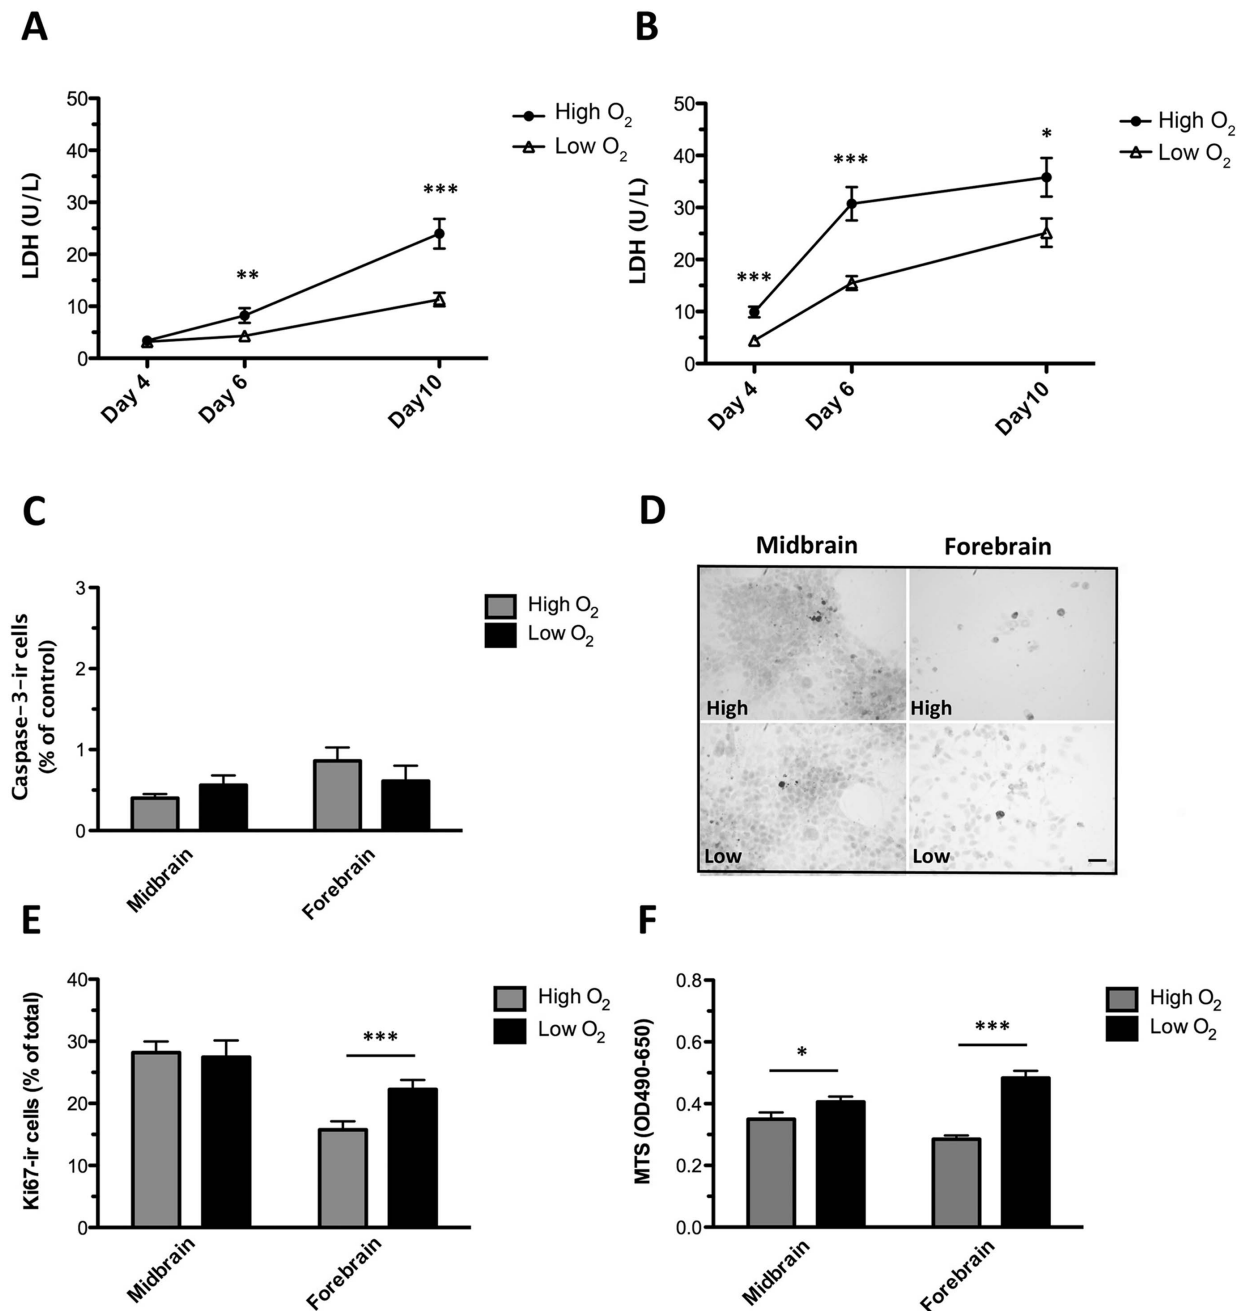 A
50
40
30
20
10
0
LDH (U/L)
Day 4
Day 6
Day10
**
***
High O2
Low O2
B
50
40
30
20
10
0
LDH (U/L)
Day 4
Day 6
Day10
***
***
*
High O2
Low O2
C
3
2
1
0
Caspase-3-ir cells
(% of control)
Midbrain
Forebrain
High O2
Low O2
D
Midbrain
Forebrain
High
High
Low
Low
E
40
30
20
10
0
Ki67-ir cells (% of total)
Midbrain
Forebrain
***
High O2
Low O2
F
0.8
0.6
0.4
0.2
0.0
MTS (OD490-650)
Midbrain
Forebrain
*
***
High O2
Low O2